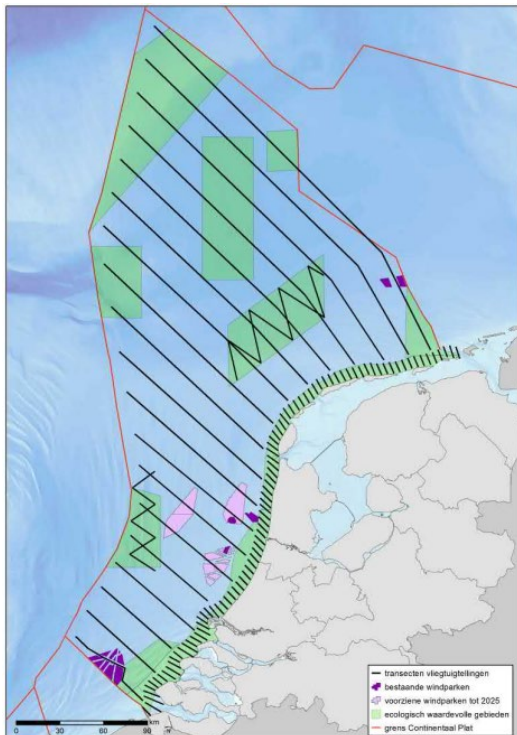 transecten vliegtuigtellingen
bestaande windparken
voorziene windparken tot 2025
ecologisch waardevolle gebieden
grens Continentaal Plat
0 30 60 90
km